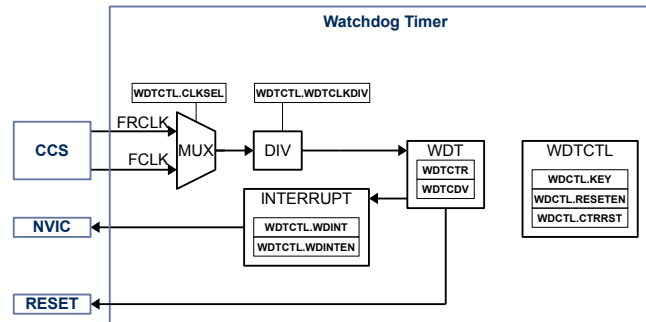 Watchdog Timer
WDTCTL.CLKSEL
WDTCTL.WDTCLKDIV
CCS
FRCLK
FCLK
MUX
DIV
WDT
WDTCTR
WDTCDV
WDTCTL
WDCTL.KEY
WDCTL.RESETEN
WDCTL.CTRRST
INTERRUPT
WDTCTL.WDINT
WDTCTL.WDINTEN
NVIC
RESET